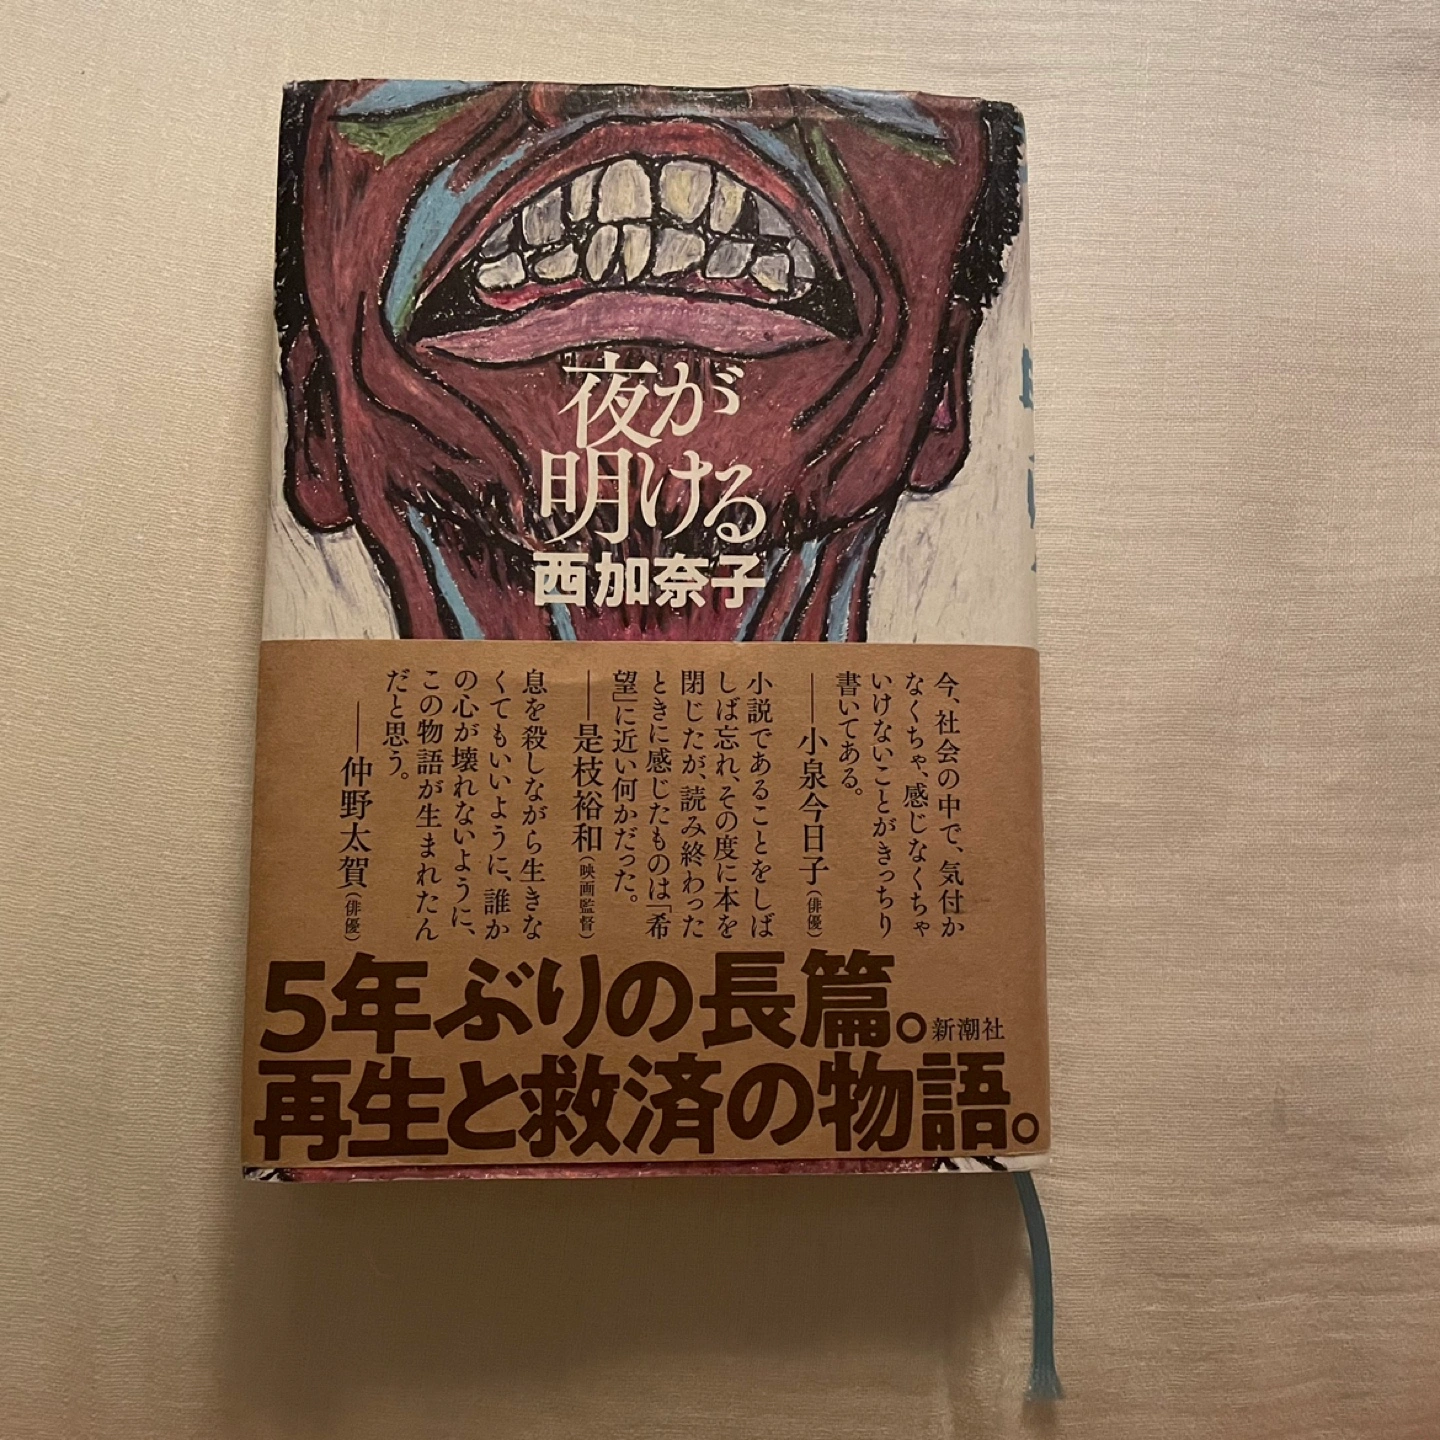 夜が
明ける
西加奈子
今、社会の中で、気付か
なくちゃ、感じなくちゃ
いけないことがきっちり
書いてある。
──小泉今日子（俳優）
小説であることをしば
しば忘れ、その度に本を
閉じたが、読み終わった
ときに感じたものは「希
望」に近い何かだった。
──是枝裕和（映画監督）
息を殺しながら生きな
くてもいいように、誰か
の心が壊れないように、
この物語が生まれたん
だと思う。
──仲野太賀（俳優）
5年ぶりの長篇。
新潮社
再生と救済の物語。